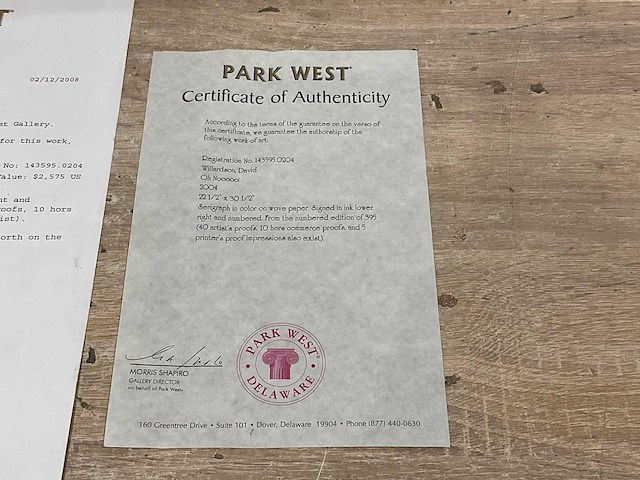 T
02/12/2008
st Gallery.
for this work,
No: 143595.0204
Value: $2,575 US
nt and
oofs, 10 hors
ist).
orth on the
PARK WEST
Certificate of Authenticity
According to the terms of the guarantee on the verso of
this certificate, we guarantee the authorship of the
following work of art:
Registration No. 143595.0204
Willardson, David
Oh Noooooo!
2004
22 1/2" x 30 1/2"
Serigraph in color on wove paper. Signed in ink lower
right and numbered. From the numbered edition of 395
(40 artist's proofs, 10 hors commerce proofs, and 5
printer's proof impressions also exist).
MORRIS SHAPIRO
GALLERY DIRECTOR
on behalf of Park West
PARK WEST
DELAWARE
160 Greentree Drive • Suite 101 • Dover, Delaware 19904 • Phone (877) 440-0630